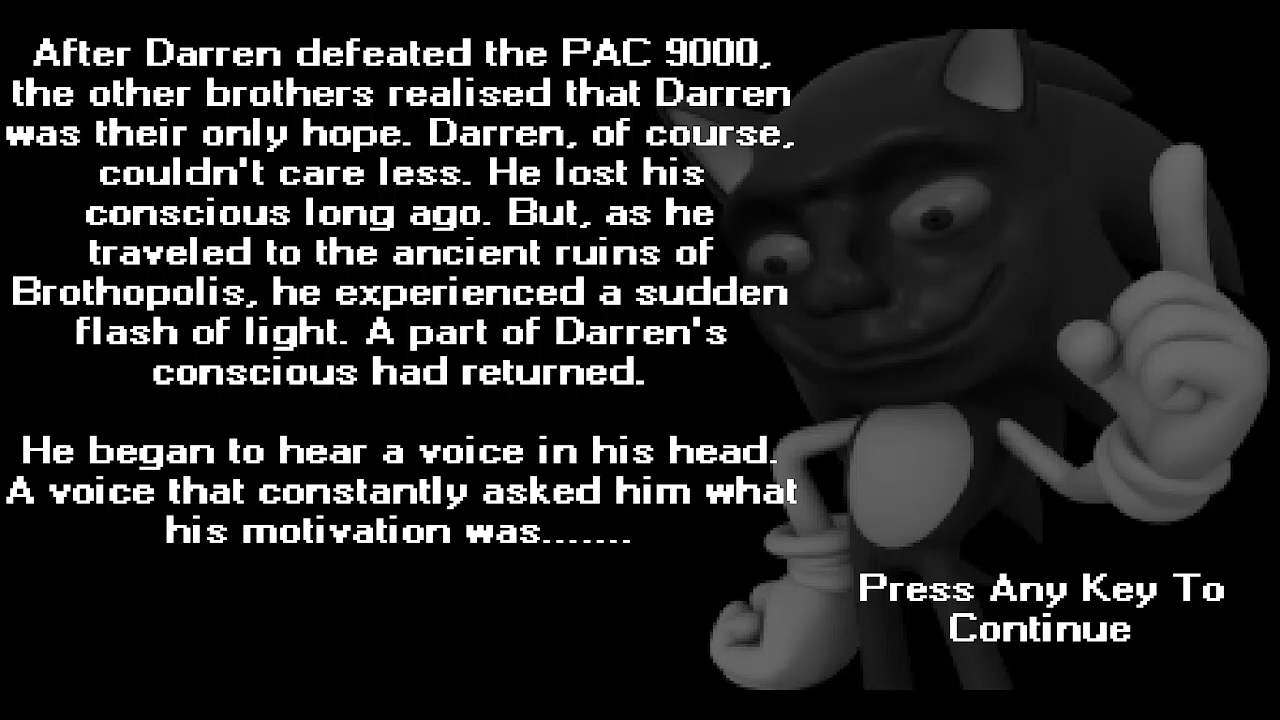 After Darren defeated the PAC 9000,
the other brothers realised that Darren
was their only hope. Darren, of course,
couldn't care less. He lost his
conscious long ago. But, as he
traveled to the ancient ruins of
Brothopolis, he experienced a sudden
flash of light. A part of Darren's
conscious had returned.
He began to hear a voice in his head.
A voice that constantly asked him what
his motivation was.......
Press Any Key To
Continue